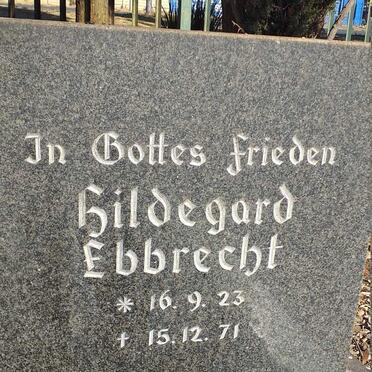 In Gottes Frieden
Hildegard
Ebbrecht
* 16. 9. 23
† 15. 12. 71